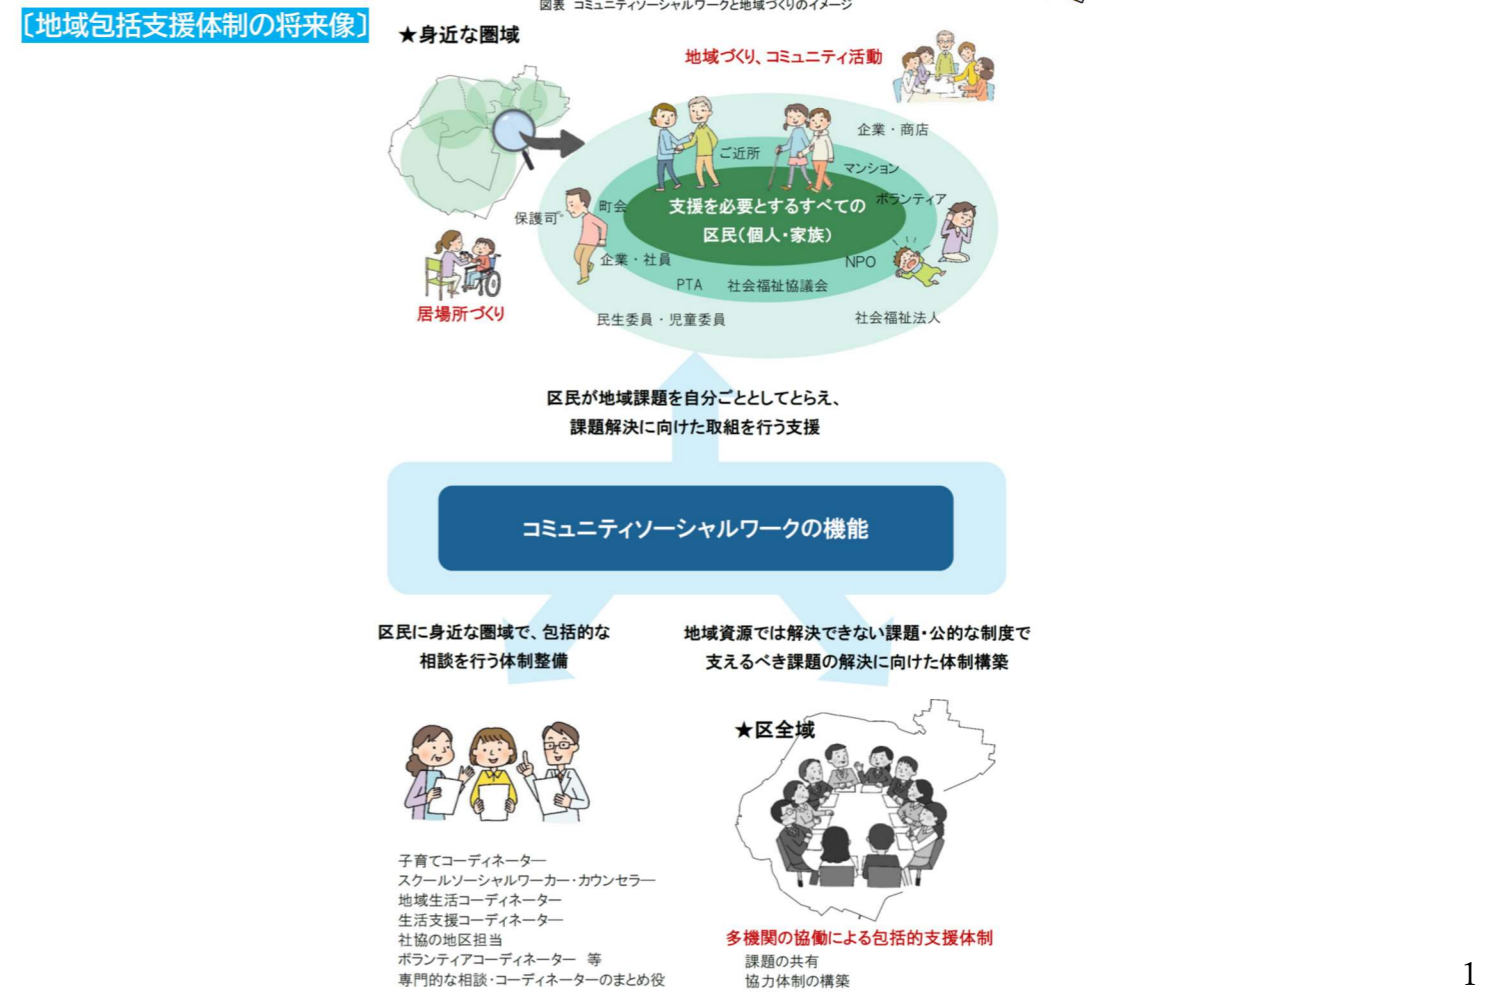 〔地域包括支援体制の将来像〕
図表 コミュニティソーシャルワークと地域づくりのイメージ
★身近な圏域
地域づくり、コミュニティ活動
企業・商店
ご近所
マンション
ボランティア
町会
保護司
支援を必要とするすべての
区民(個人・家族)
企業・社員
NPO
PTA
社会福祉協議会
居場所づくり
民生委員・児童委員
社会福祉法人
区民が地域課題を自分ごととしてとらえ、
課題解決に向けた取組を行う支援
コミュニティソーシャルワークの機能
区民に身近な圏域で、包括的な
相談を行う体制整備
地域資源では解決できない課題・公的な制度で
支えるべき課題の解決に向けた体制構築
★区全域
子育てコーディネーター
スクールソーシャルワーカー・カウンセラー
地域生活コーディネーター
生活支援コーディネーター
社協の地区担当
ボランティアコーディネーター 等
専門的な相談・コーディネーターのまとめ役
多機関の協働による包括的支援体制
課題の共有
協力体制の構築
1